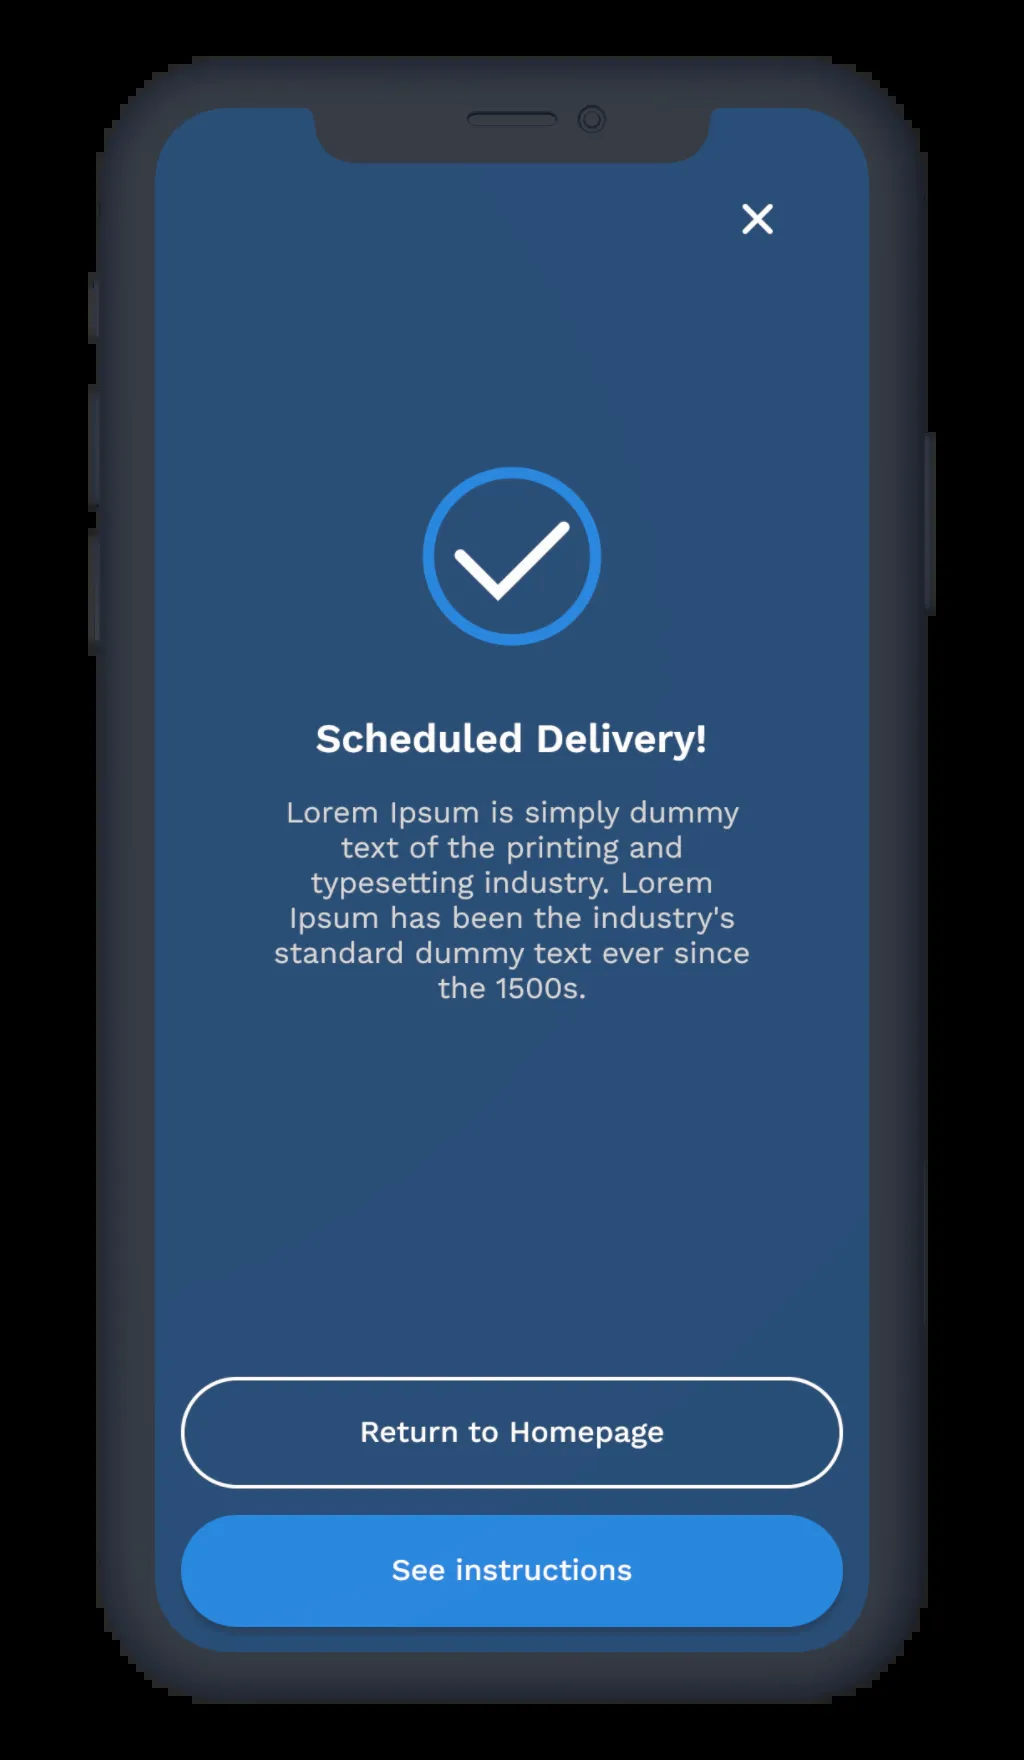 Scheduled Delivery!
Lorem Ipsum is simply dummy
text of the printing and
typesetting industry. Lorem
Ipsum has been the industry's
standard dummy text ever since
the 1500s.
Return to Homepage
See instructions